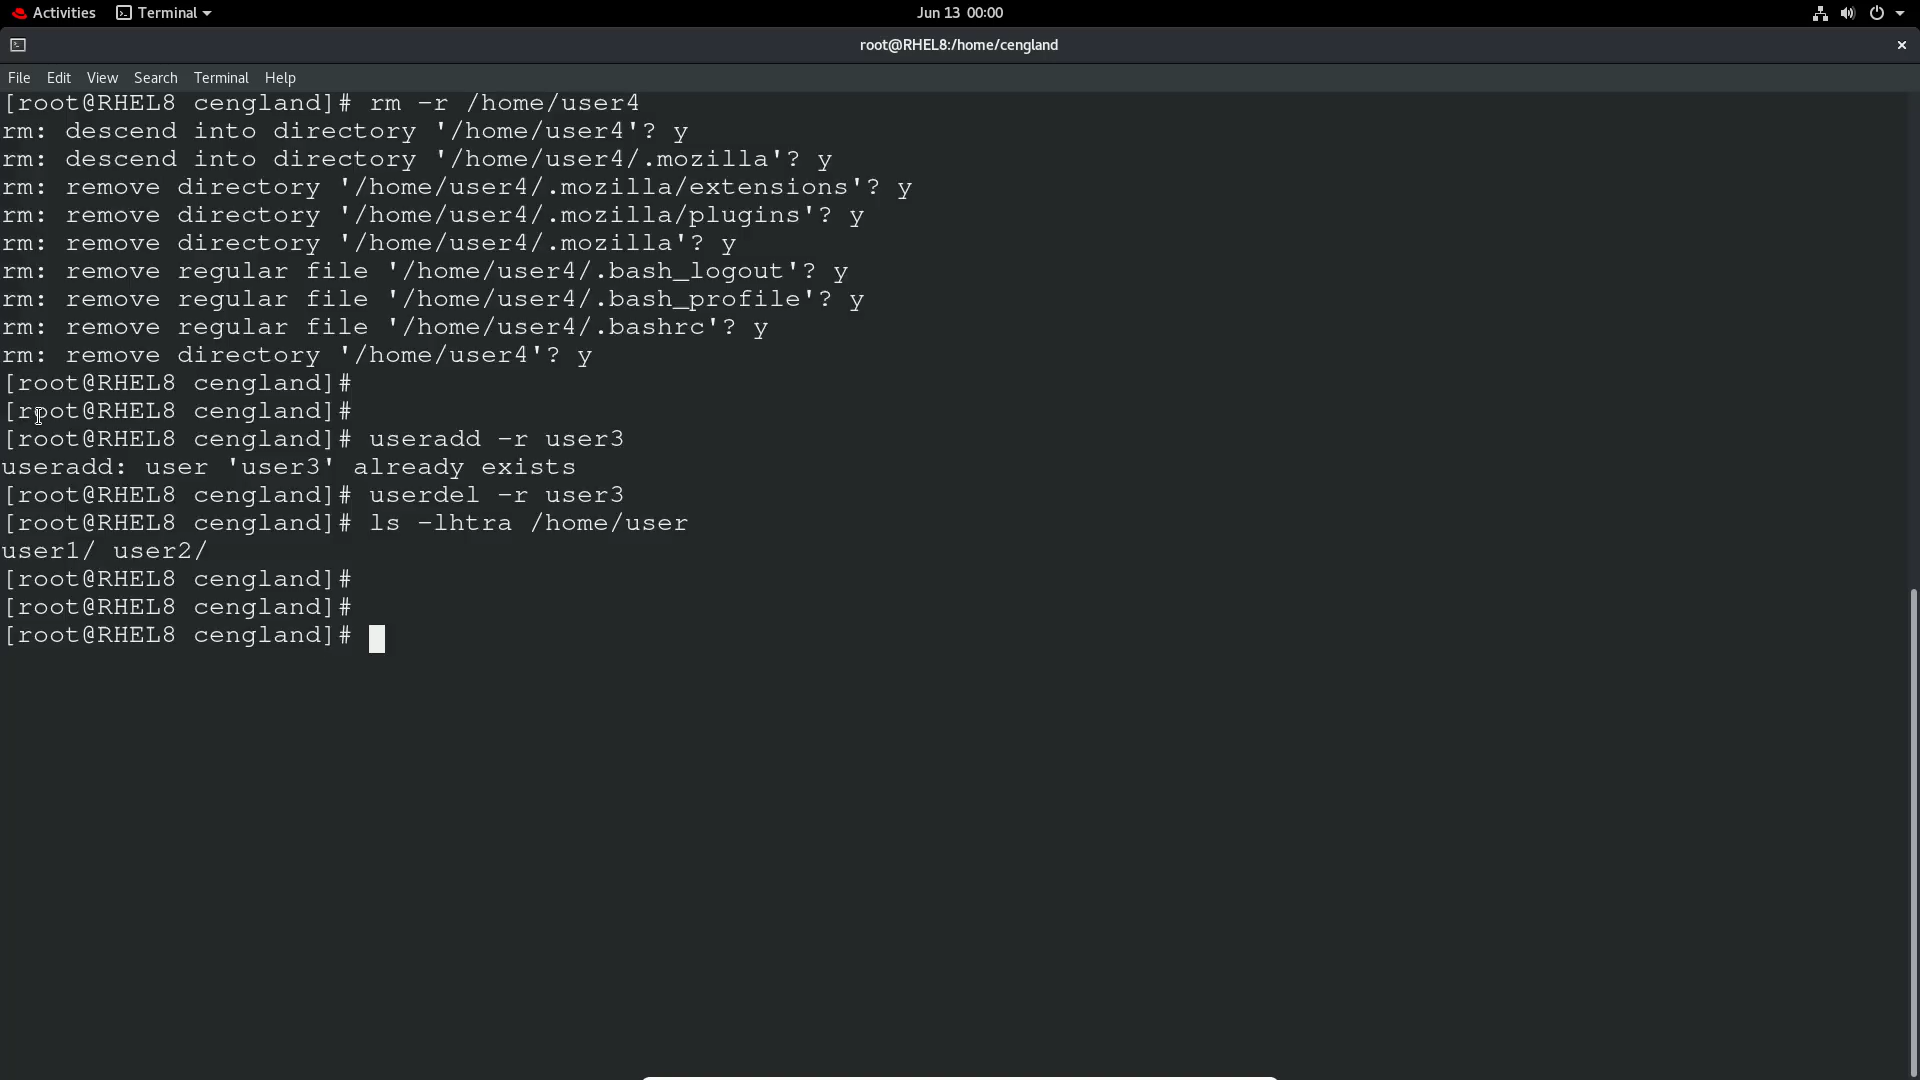 Activities Terminal Jun 13 00:00
root@RHEL8:/home/cengland
File Edit View Search Terminal Help
[root@RHEL8 cengland]# rm -r /home/user4
rm: descend into directory '/home/user4'? y
rm: descend into directory '/home/user4/.mozilla'? y
rm: remove directory '/home/user4/.mozilla/extensions'? y
rm: remove directory '/home/user4/.mozilla/plugins'? y
rm: remove directory '/home/user4/.mozilla'? y
rm: remove regular file '/home/user4/.bash_logout'? y
rm: remove regular file '/home/user4/.bash_profile'? y
rm: remove regular file '/home/user4/.bashrc'? y
rm: remove directory '/home/user4'? y
[root@RHEL8 cengland]#
[root@RHEL8 cengland]#
[root@RHEL8 cengland]# useradd -r user3
useradd: user 'user3' already exists
[root@RHEL8 cengland]# userdel -r user3
[root@RHEL8 cengland]# ls -lhtra /home/user
user1/ user2/
[root@RHEL8 cengland]#
[root@RHEL8 cengland]#
[root@RHEL8 cengland]#